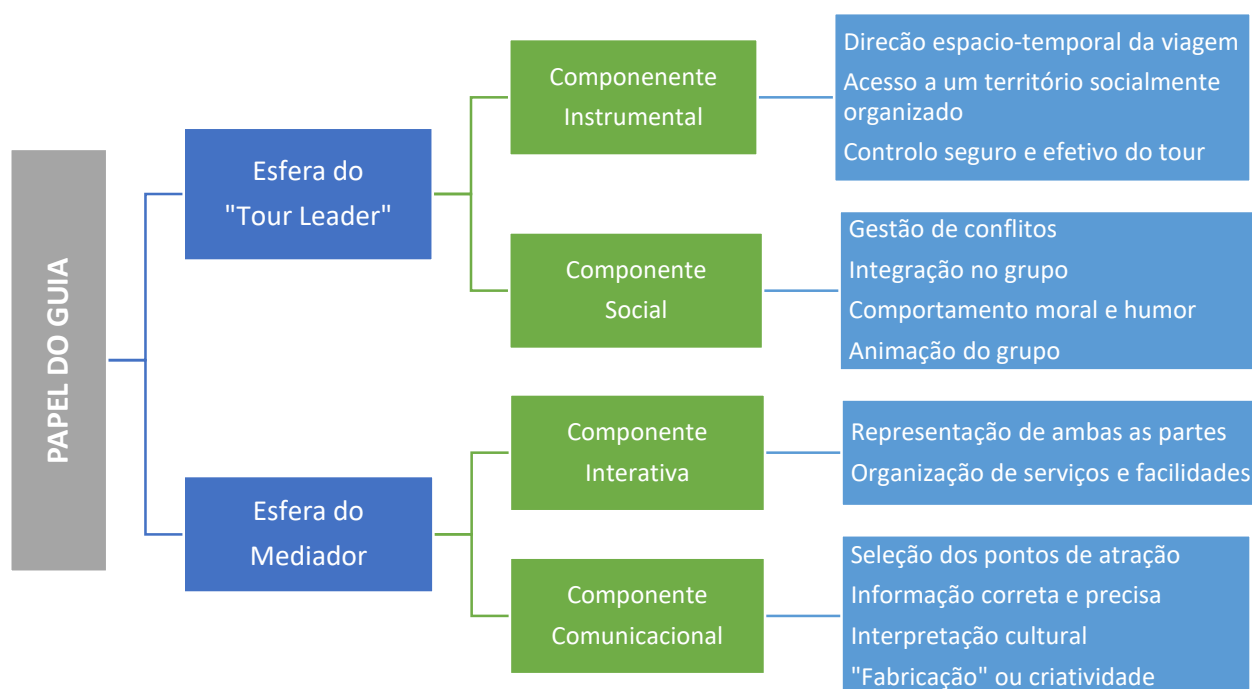 PAPEL DO GUIA
Esfera do
"Tour Leader"
Componenente
Instrumental
Direcão espacio-temporal da viagem
Acesso a um território socialmente
organizado
Controlo seguro e efetivo do tour
Componente
Social
Gestão de conflitos
Integração no grupo
Comportamento moral e humor
Animação do grupo
Esfera do
Mediador
Componente
Interativa
Representação de ambas as partes
Organização de serviços e facilidades
Componente
Comunicacional
Seleção dos pontos de atração
Informação correta e precisa
Interpretação cultural
"Fabricação" ou criatividade